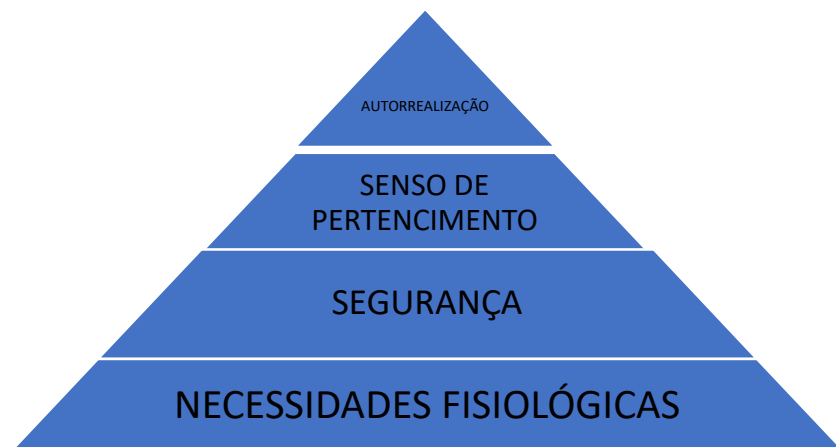 AUTORREALIZAÇÃO
SENSO DE
PERTENCIMENTO
SEGURANÇA
NECESSIDADES FISIOLÓGICAS